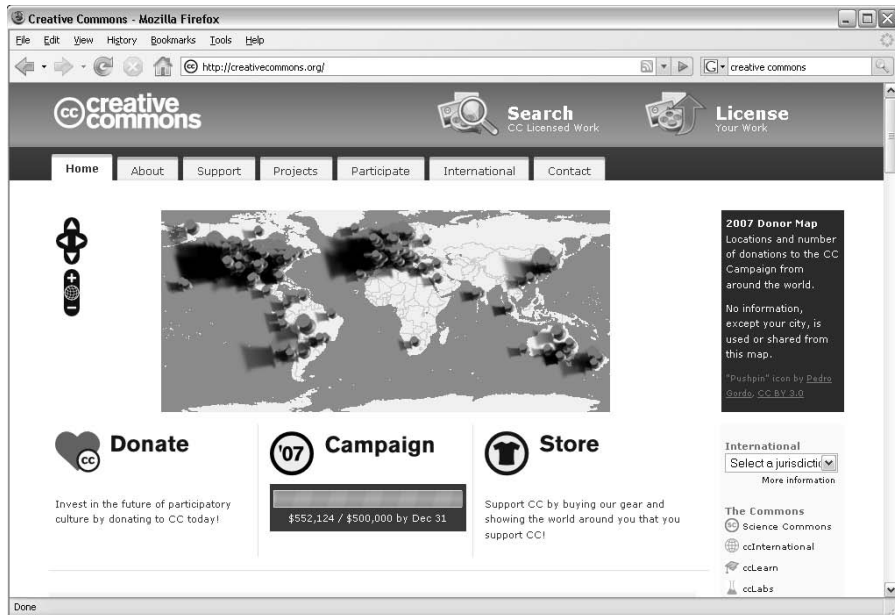 Creative Commons - Mozilla Firefox
File Edit View History Bookmarks Tools Help
http://creativecommons.org/
G creative commons
cc creative
commons
Search
CC Licensed Work
License
Your Work
Home About Support Projects Participate International Contact
2007 Donor Map
Locations and number
of donations to the CC
Campaign from
around the world.
No information,
except your city, is
used or shared from
this map.
"Pushpin" icon by Pedro
Gordo, CC BY 3.0
cc
Donate
Invest in the future of participatory
culture by donating to CC today!
'07
Campaign
$552,124 / $500,000 by Dec 31
Store
Support CC by buying our gear and
showing the world around you that you
support CC!
International
Select a jurisdictic
More information
The Commons
sc Science Commons
ccInternational
ccLearn
ccLabs
Done